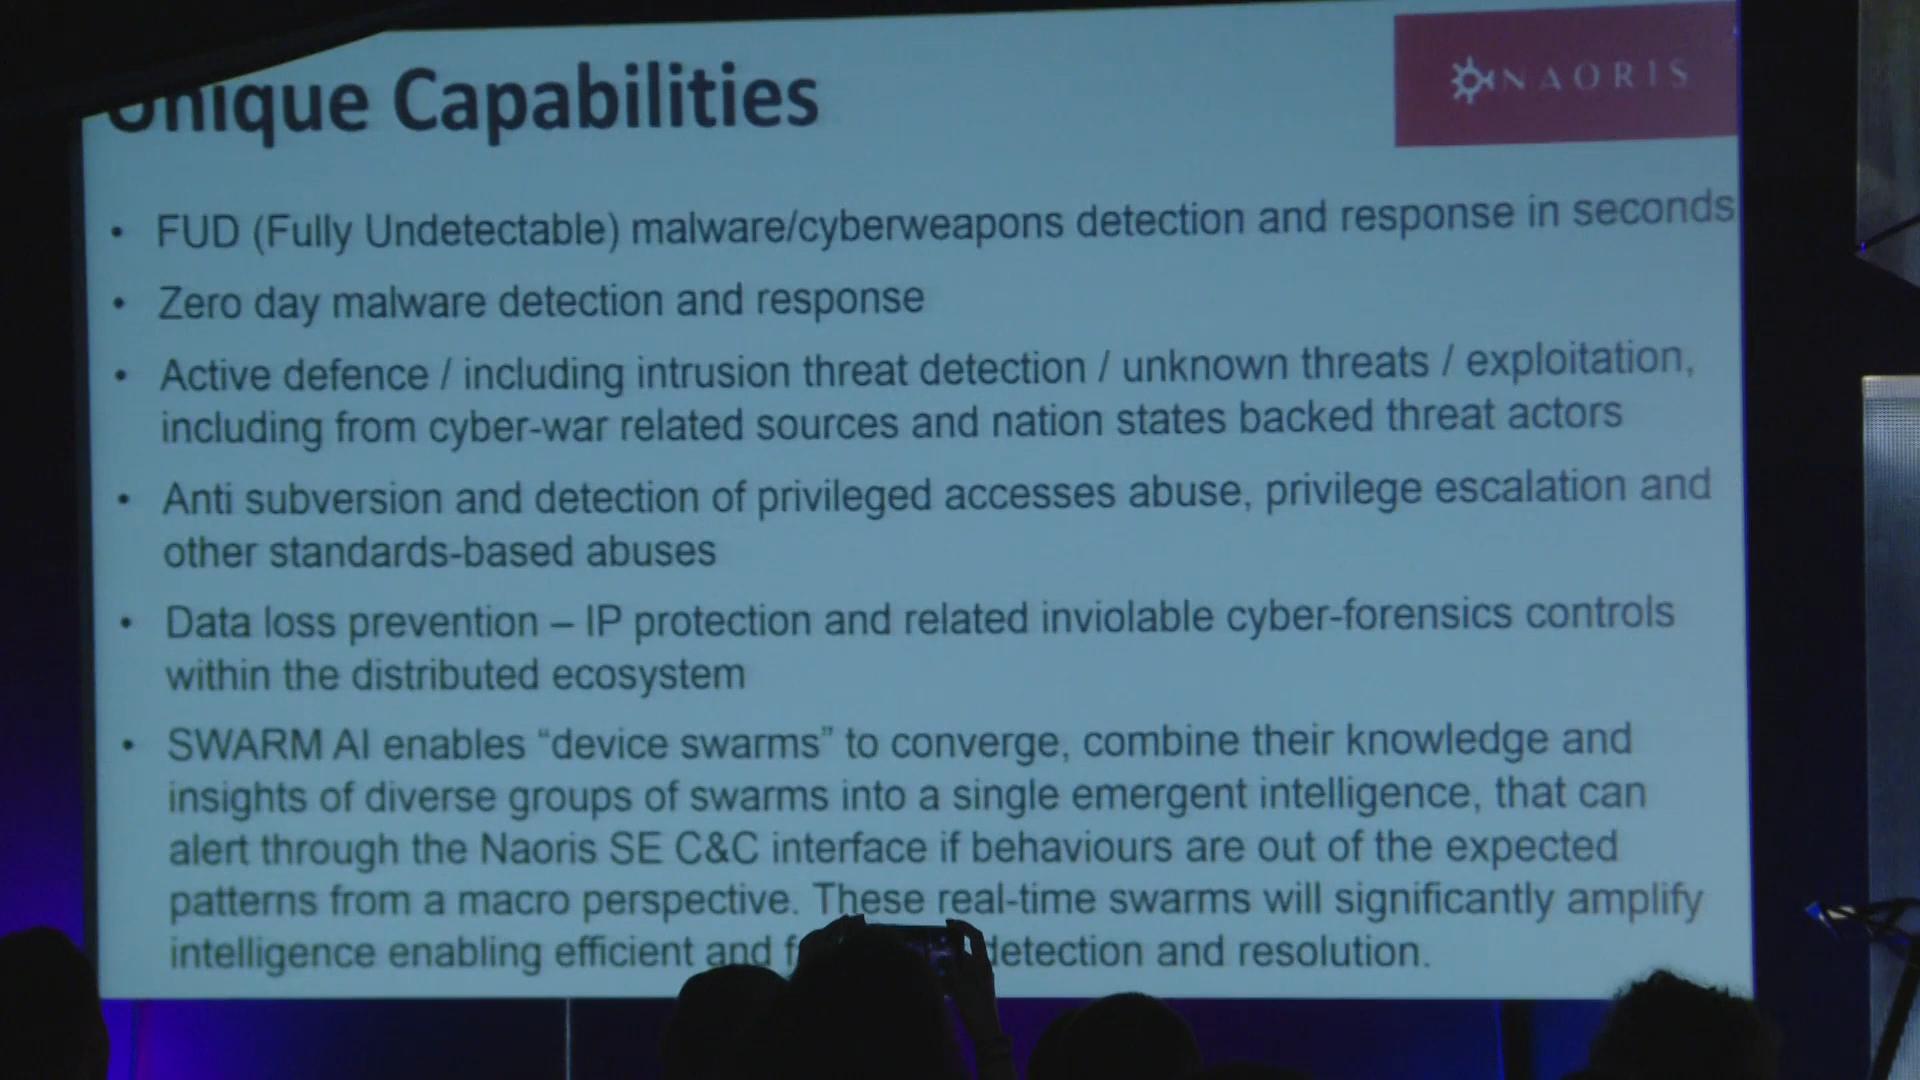 Unique Capabilities
NAORIS
• FUD (Fully Undetectable) malware/cyberweapons detection and response in seconds
• Zero day malware detection and response
• Active defence / including intrusion threat detection / unknown threats / exploitation,
including from cyber-war related sources and nation states backed threat actors
• Anti subversion and detection of privileged accesses abuse, privilege escalation and
other standards-based abuses
• Data loss prevention – IP protection and related inviolable cyber-forensics controls
within the distributed ecosystem
• SWARM AI enables “device swarms” to converge, combine their knowledge and
insights of diverse groups of swarms into a single emergent intelligence, that can
alert through the Naoris SE C&C interface if behaviours are out of the expected
patterns from a macro perspective. These real-time swarms will significantly amplify
intelligence enabling efficient and detection and resolution.